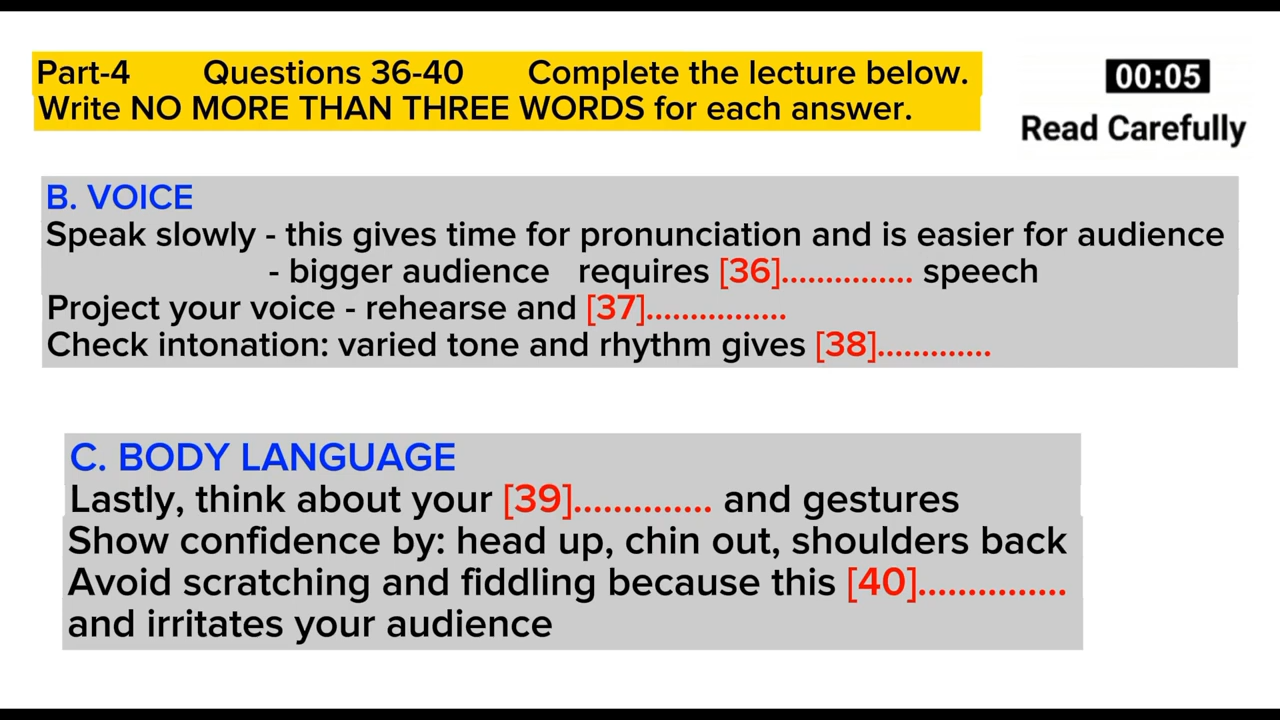 Part-4 Questions 36-40 Complete the lecture below.
Write NO MORE THAN THREE WORDS for each answer.
00:05
Read Carefully
B. VOICE
Speak slowly - this gives time for pronunciation and is easier for audience
- bigger audience requires [36]............... speech
Project your voice - rehearse and [37]................
Check intonation: varied tone and rhythm gives [38].............
C. BODY LANGUAGE
Lastly, think about your [39].............. and gestures
Show confidence by: head up, chin out, shoulders back
Avoid scratching and fiddling because this [40]...............
and irritates your audience